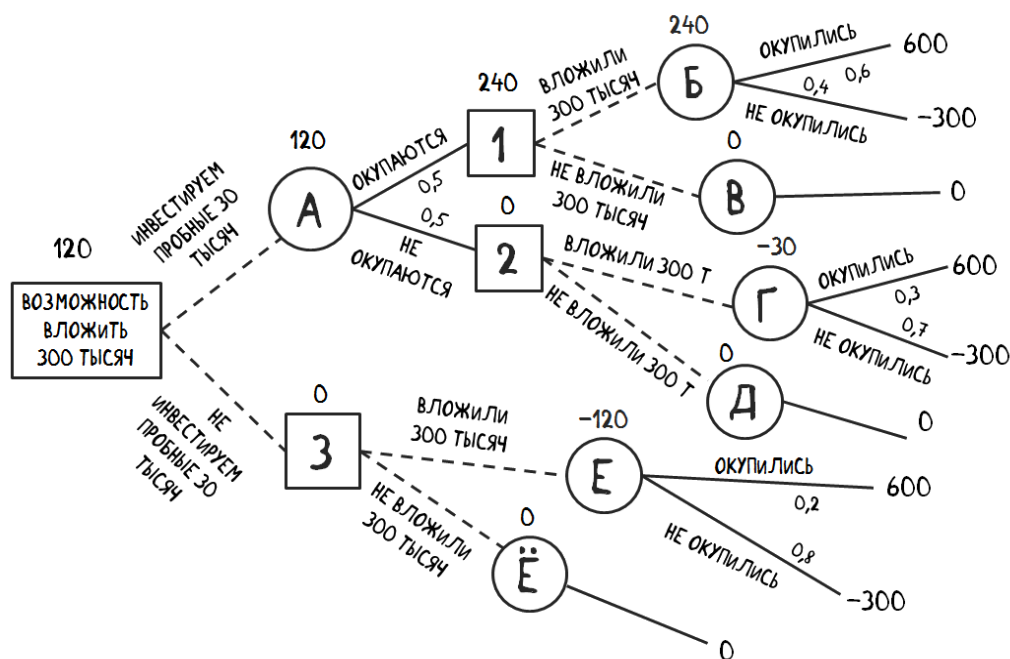 240
ОКУПИЛИСЬ
600
Б
0,4
0,6
НЕ ОКУПИЛИСЬ
-300
240
ВЛОЖИЛИ
300 ТЫСЯЧ
1
НЕ ВЛОЖИЛИ
300 ТЫСЯЧ
0
В
0
120
А
ОКУПАЮТСЯ
0,5
0,5
НЕ
ОКУПАЮТСЯ
0
2
ВЛОЖИЛИ 300 Т
НЕ ВЛОЖИЛИ 300 Т
-30
Г
ОКУПИЛИСЬ
600
0,3
0,7
НЕ ОКУПИЛИСЬ
-300
0
Д
0
ИНВЕСТИРУЕМ
ПРОБНЫЕ 30
ТЫСЯЧ
120
ВОЗМОЖНОСТЬ
ВЛОЖИТЬ
300 ТЫСЯЧ
НЕ
ИНВЕСТИРУЕМ
ПРОБНЫЕ 30
ТЫСЯЧ
0
3
ВЛОЖИЛИ
300 ТЫСЯЧ
НЕ ВЛОЖИЛИ
300 ТЫСЯЧ
-120
Е
ОКУПИЛИСЬ
600
0,2
НЕ ОКУПИЛИСЬ
0,8
-300
0
Ё
0